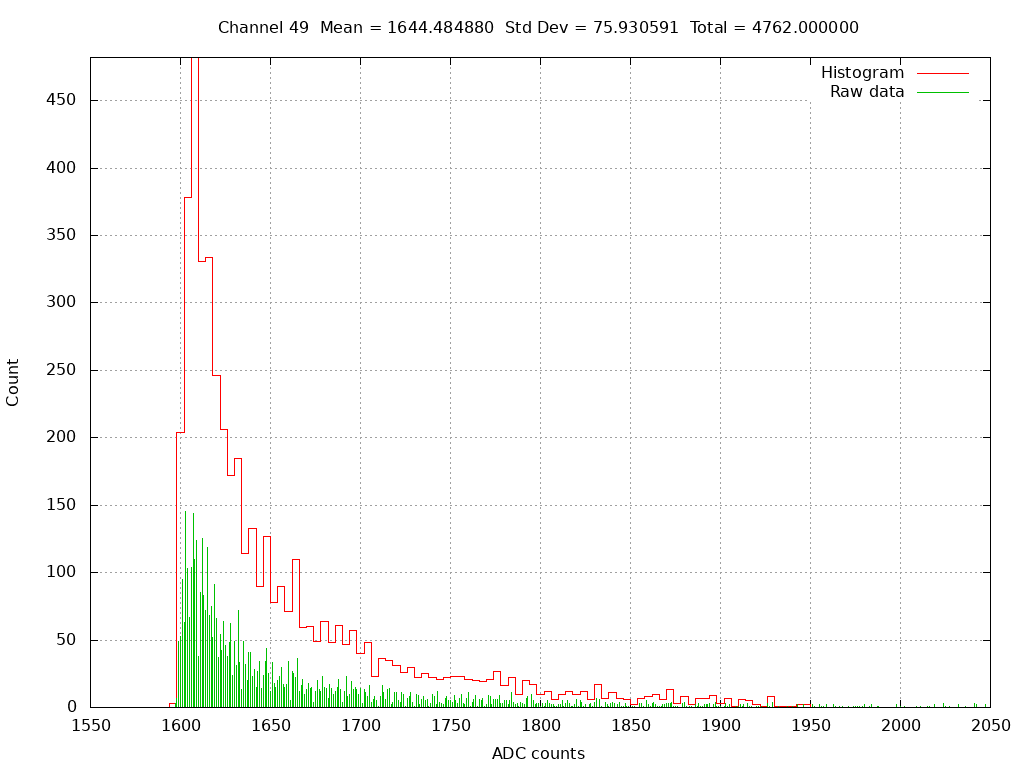 Channel 49  Mean = 1644.484880  Std Dev = 75.930591  Total = 4762.000000
Histogram
Raw data
450
400
350
300
250
200
150
100
50
0
Count
1550 1600 1650 1700 1750 1800 1850 1900 1950 2000 2050
ADC counts